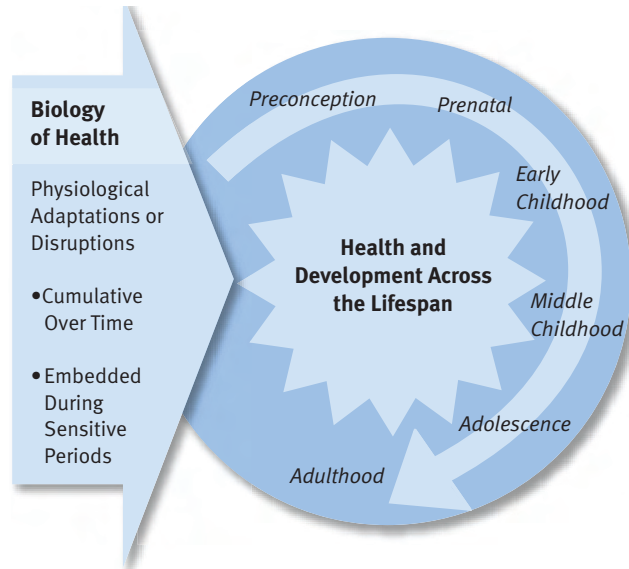 Biology
of Health
Physiological
Adaptations or
Disruptions
•Cumulative
Over Time
•Embedded
During
Sensitive
Periods
Preconception
Prenatal
Early
Childhood
Middle
Childhood
Adolescence
Adulthood
Health and
Development Across
the Lifespan